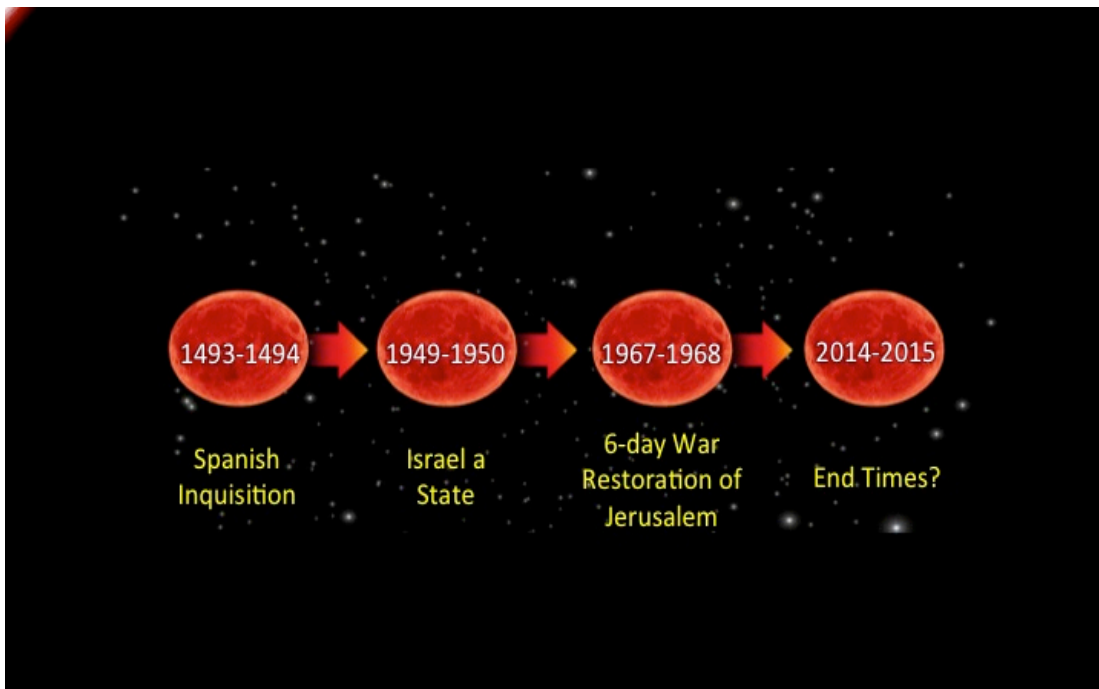 1493-1494
1949-1950
1967-1968
2014-2015
Spanish
Inquisition
Israel a
State
6-day War
Restoration of
Jerusalem
End Times?